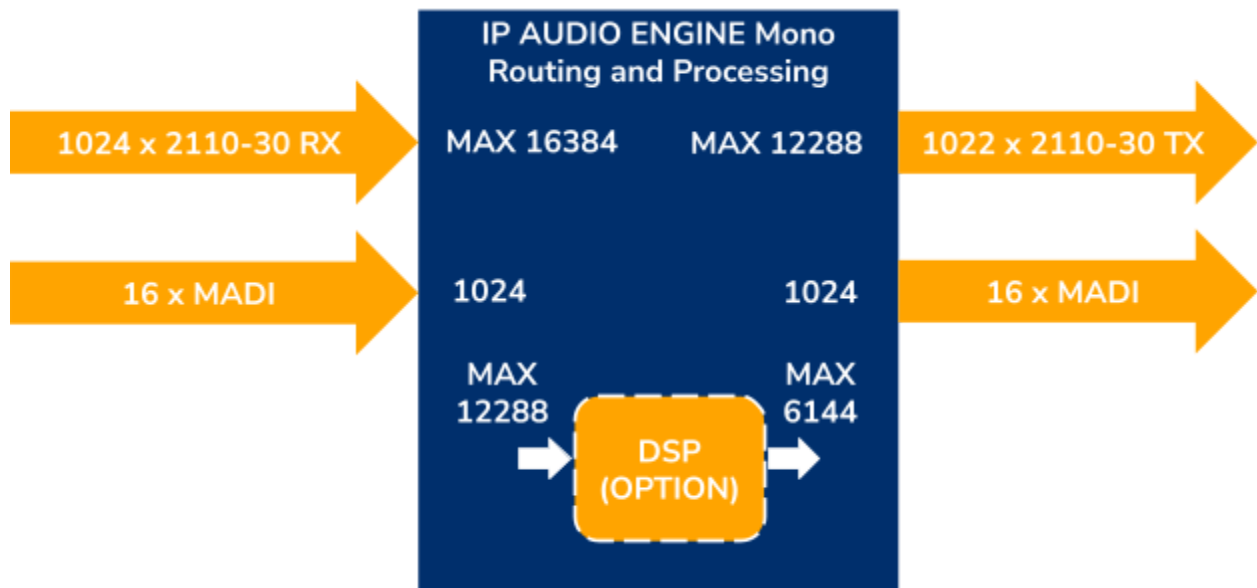 IP AUDIO ENGINE Mono
Routing and Processing
1024 x 2110-30 RX
MAX 16384
MAX 12288
1022 x 2110-30 TX
16 x MADI
1024
1024
16 x MADI
MAX
12288
MAX
6144
DSP
(OPTION)